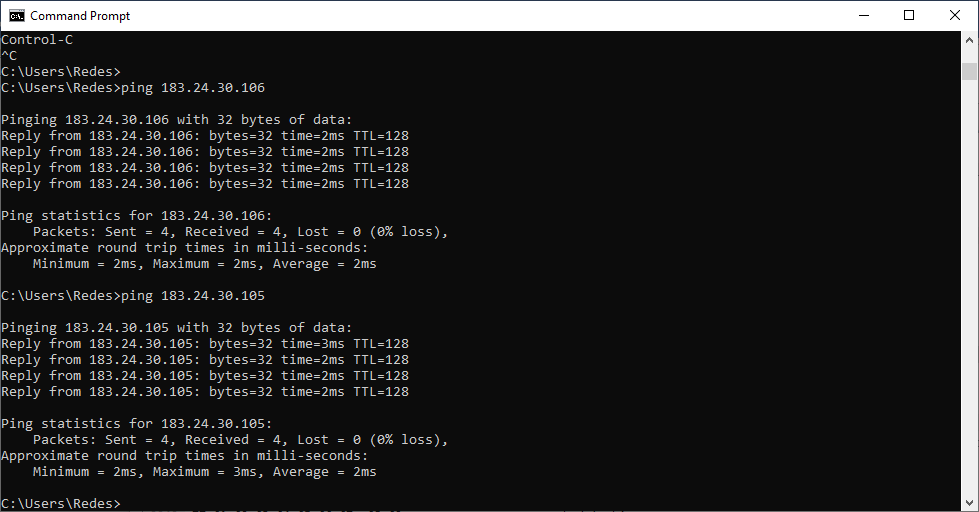 Command Prompt
Control-C
^C
C:\Users\Redes>
C:\Users\Redes>ping 183.24.30.106
Pinging 183.24.30.106 with 32 bytes of data:
Reply from 183.24.30.106: bytes=32 time=2ms TTL=128
Reply from 183.24.30.106: bytes=32 time=2ms TTL=128
Reply from 183.24.30.106: bytes=32 time=2ms TTL=128
Reply from 183.24.30.106: bytes=32 time=2ms TTL=128
Ping statistics for 183.24.30.106:
    Packets: Sent = 4, Received = 4, Lost = 0 (0% loss),
Approximate round trip times in milli-seconds:
    Minimum = 2ms, Maximum = 2ms, Average = 2ms
C:\Users\Redes>ping 183.24.30.105
Pinging 183.24.30.105 with 32 bytes of data:
Reply from 183.24.30.105: bytes=32 time=3ms TTL=128
Reply from 183.24.30.105: bytes=32 time=2ms TTL=128
Reply from 183.24.30.105: bytes=32 time=2ms TTL=128
Reply from 183.24.30.105: bytes=32 time=2ms TTL=128
Ping statistics for 183.24.30.105:
    Packets: Sent = 4, Received = 4, Lost = 0 (0% loss),
Approximate round trip times in milli-seconds:
    Minimum = 2ms, Maximum = 3ms, Average = 2ms
C:\Users\Redes>